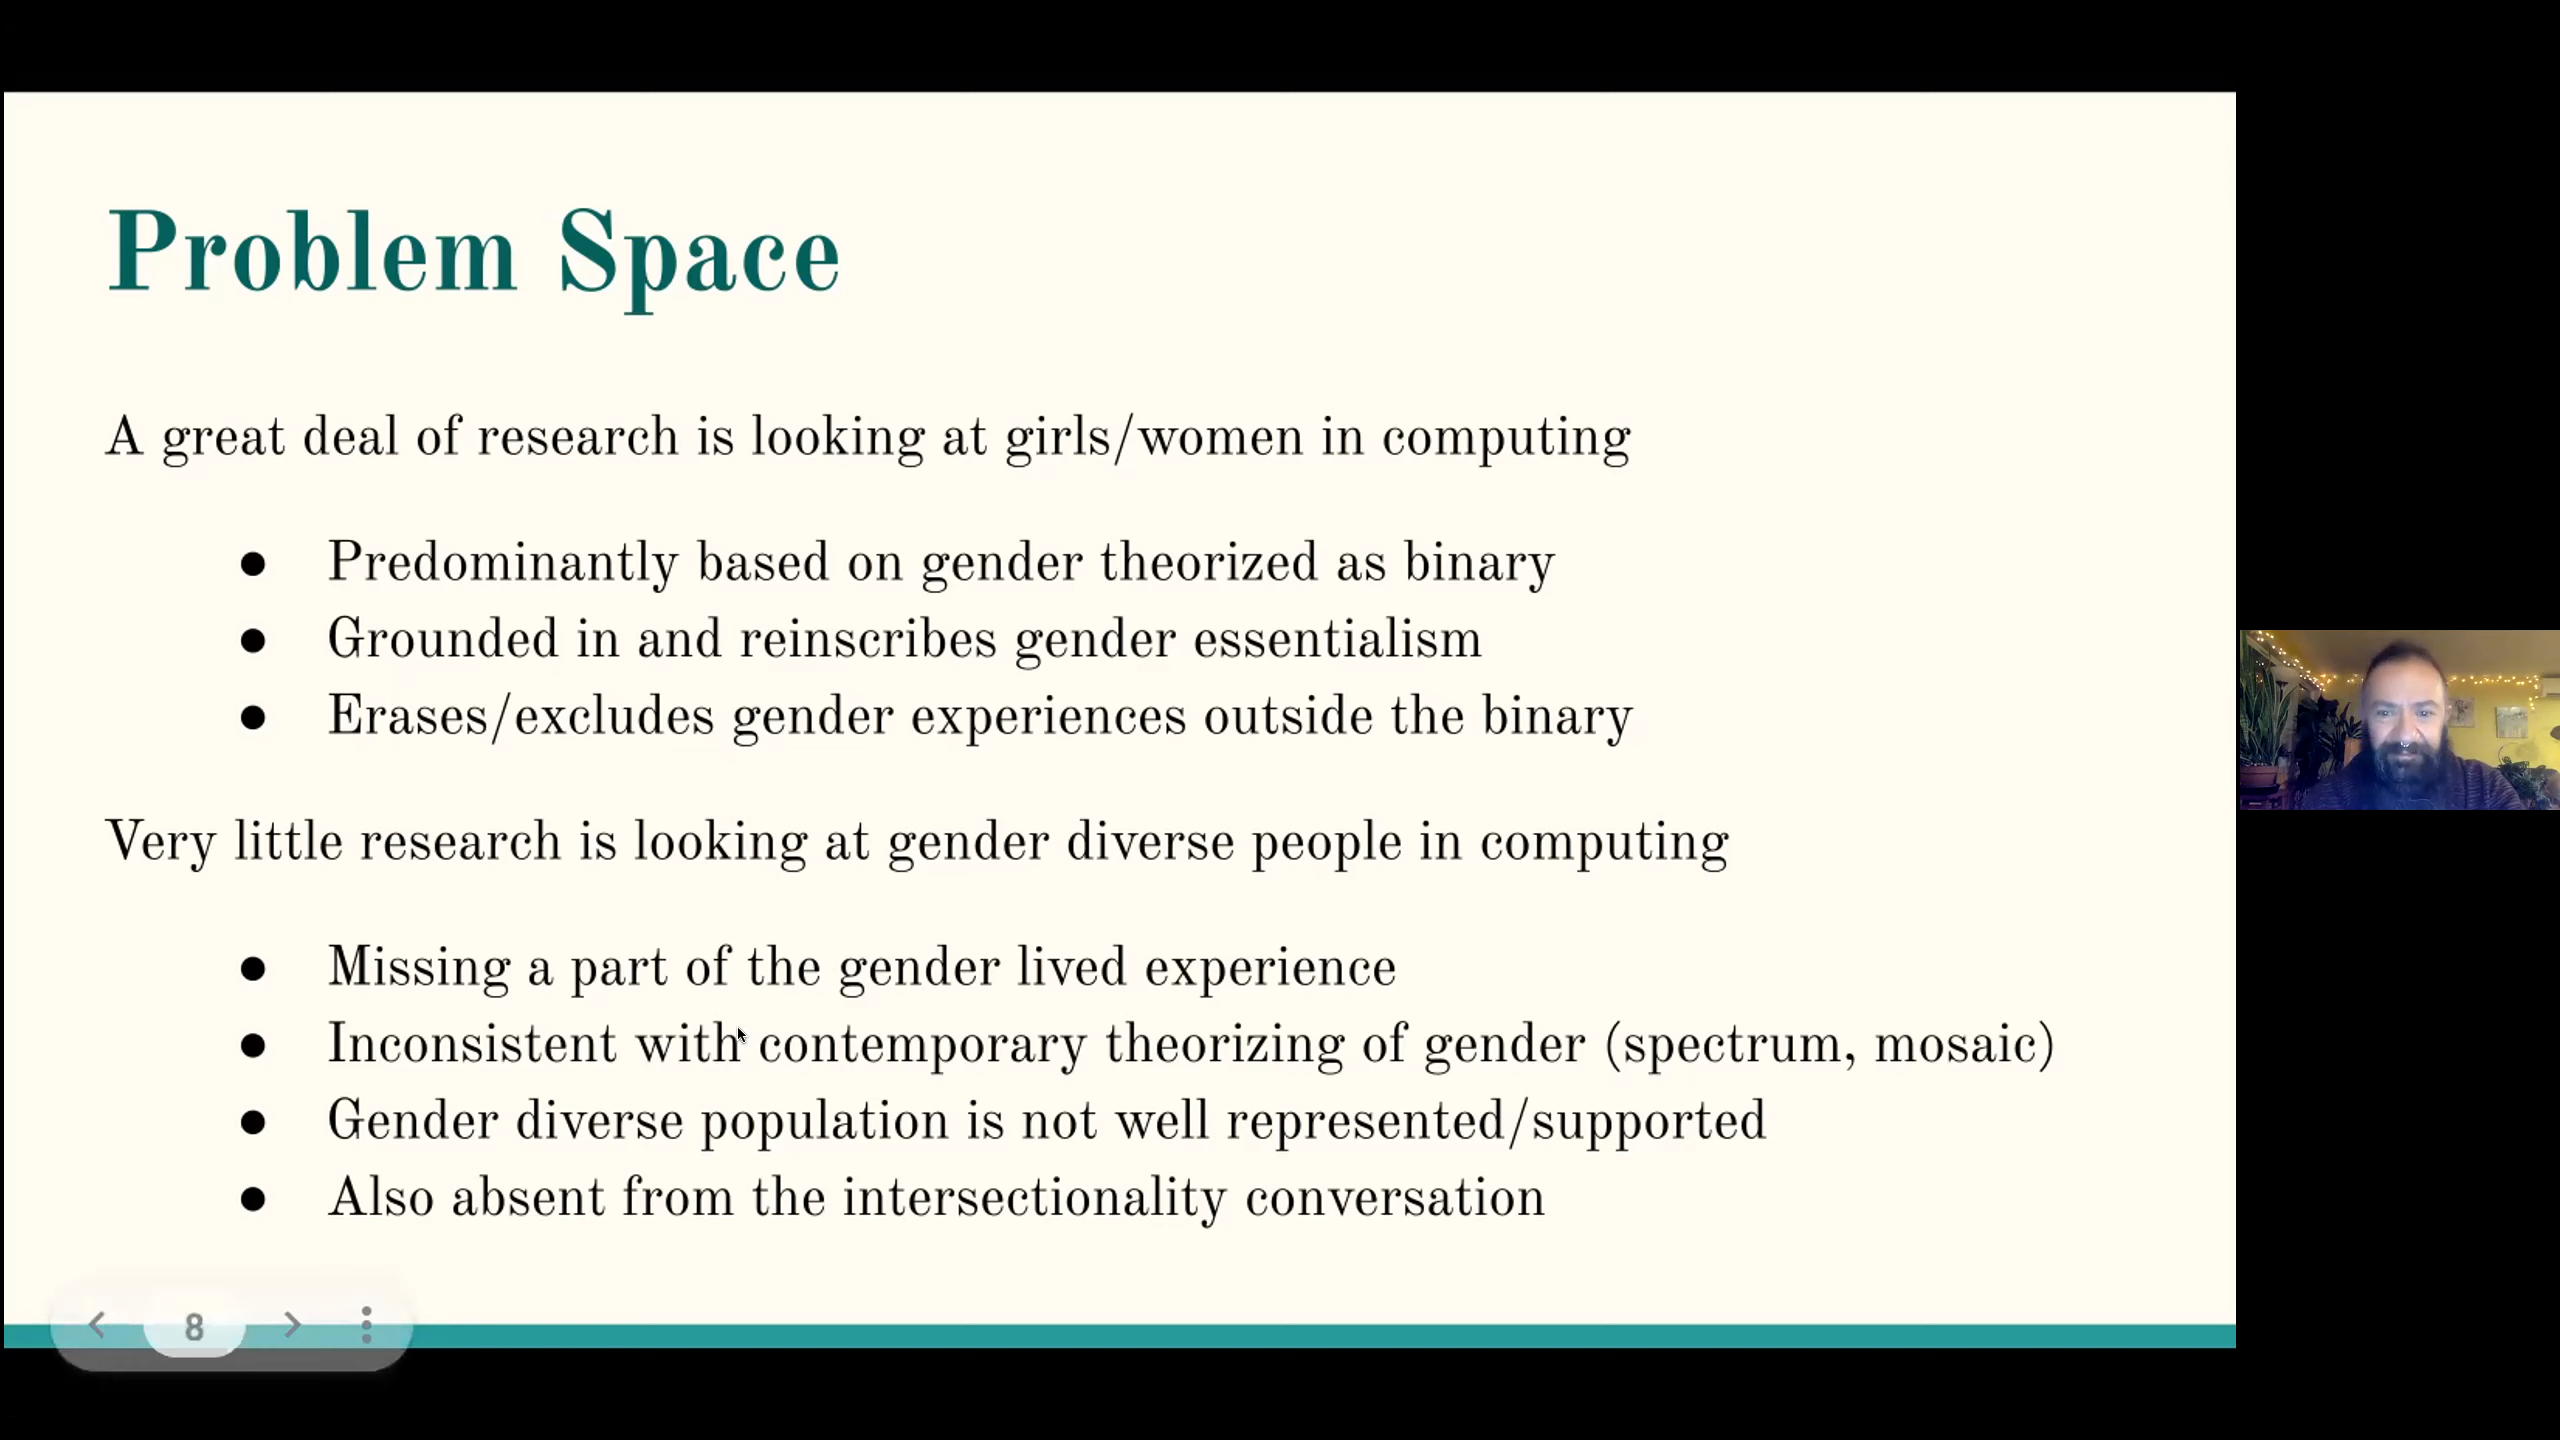 Problem Space
A great deal of research is looking at girls/women in computing
● Predominantly based on gender theorized as binary
● Grounded in and reinscribes gender essentialism
● Erases/excludes gender experiences outside the binary
Very little research is looking at gender diverse people in computing
● Missing a part of the gender lived experience
● Inconsistent with contemporary theorizing of gender (spectrum, mosaic)
● Gender diverse population is not well represented/supported
● Also absent from the intersectionality conversation
8